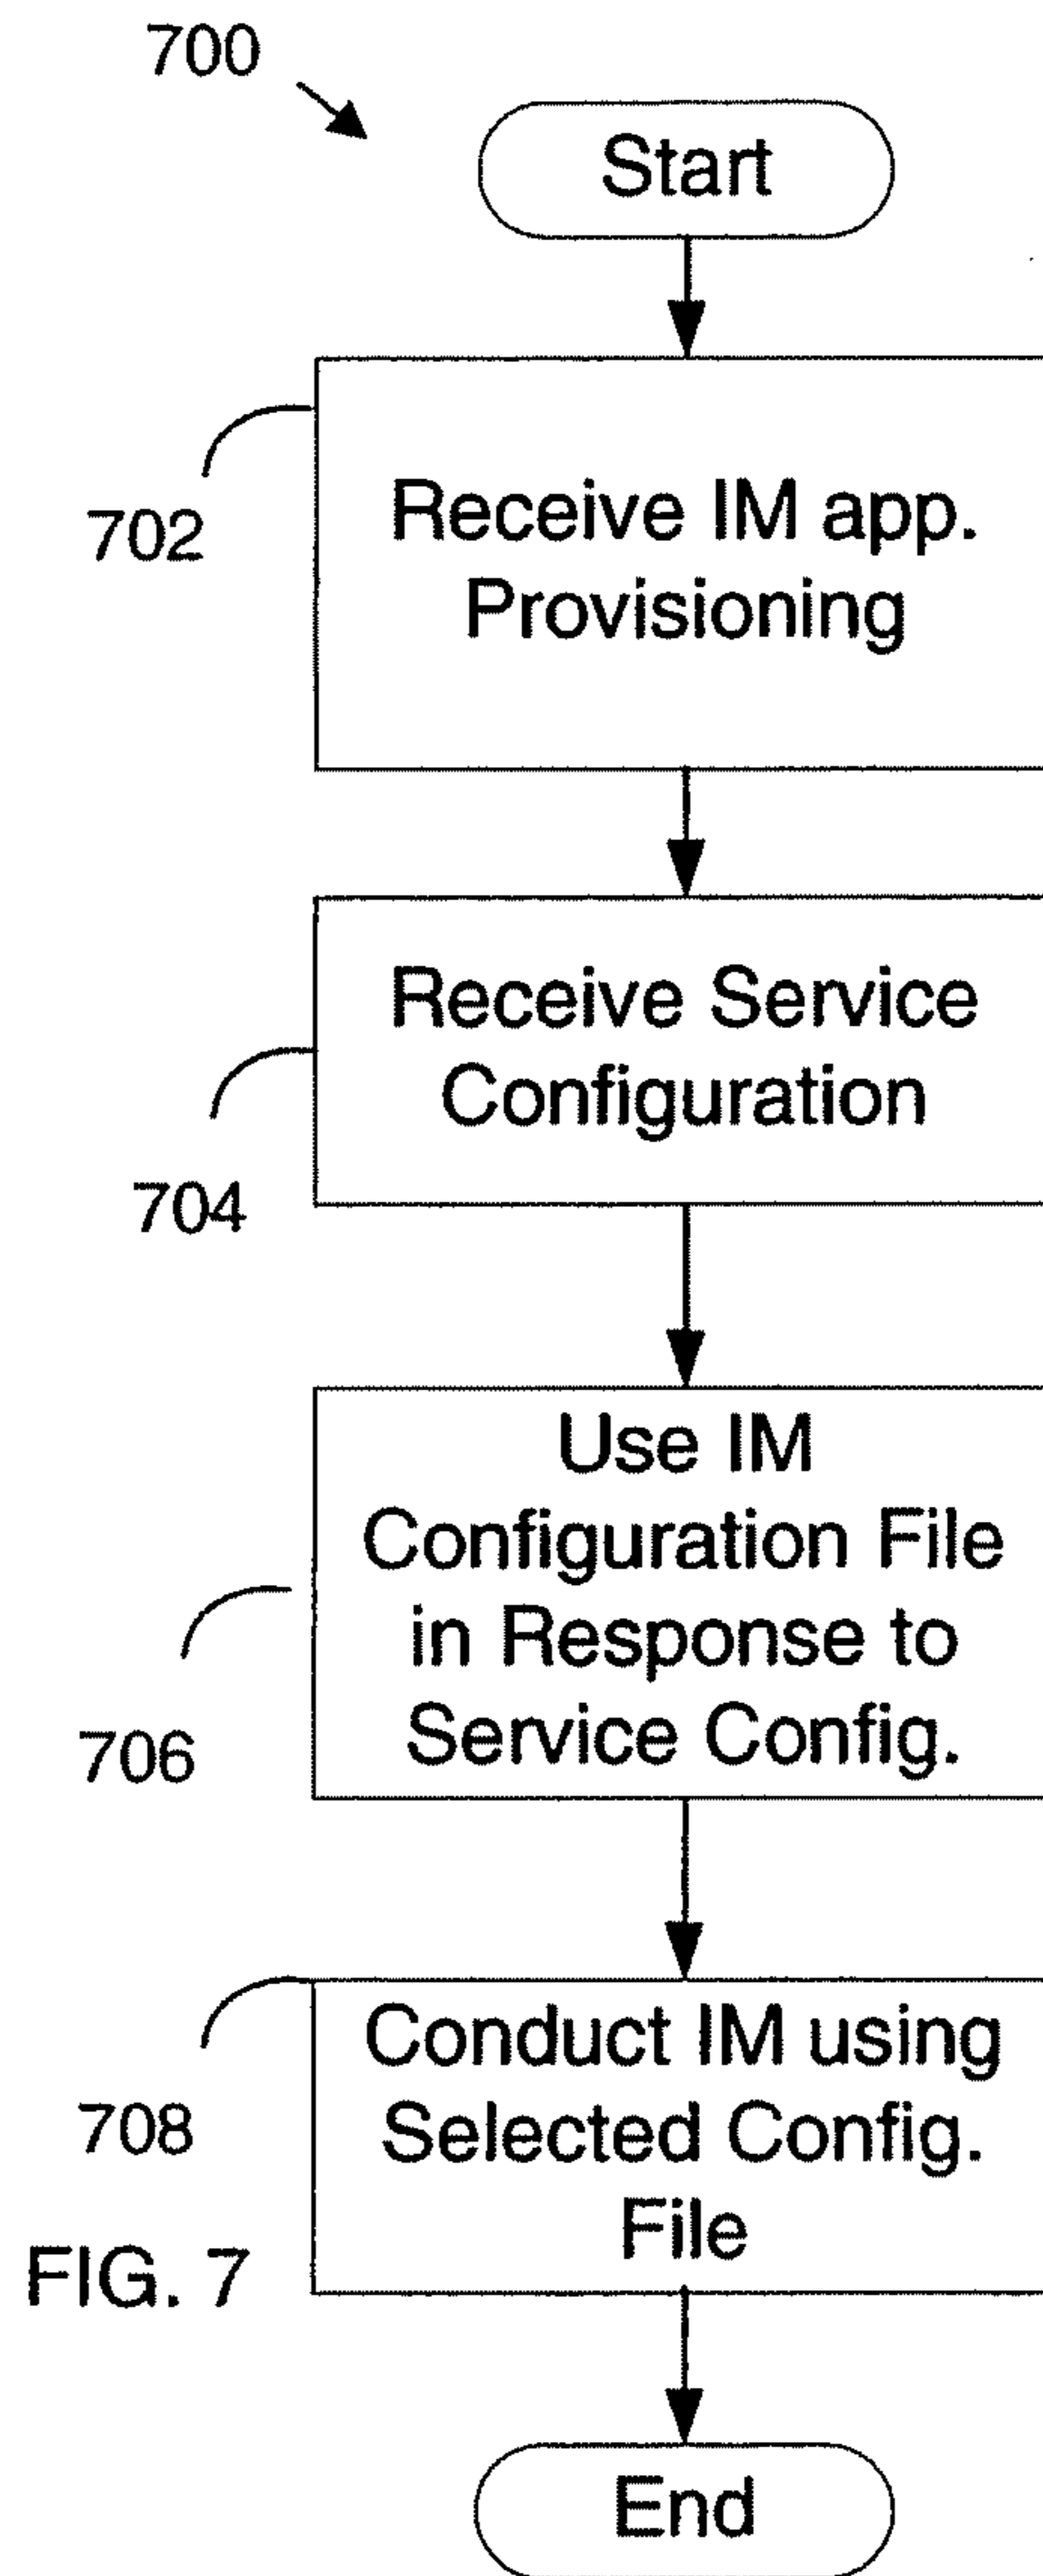 700
Start
702
Receive IM app.
Provisioning
704
Receive Service
Configuration
706
Use IM
Configuration File
in Response to
Service Config.
708
Conduct IM using
Selected Config.
File
FIG. 7
End